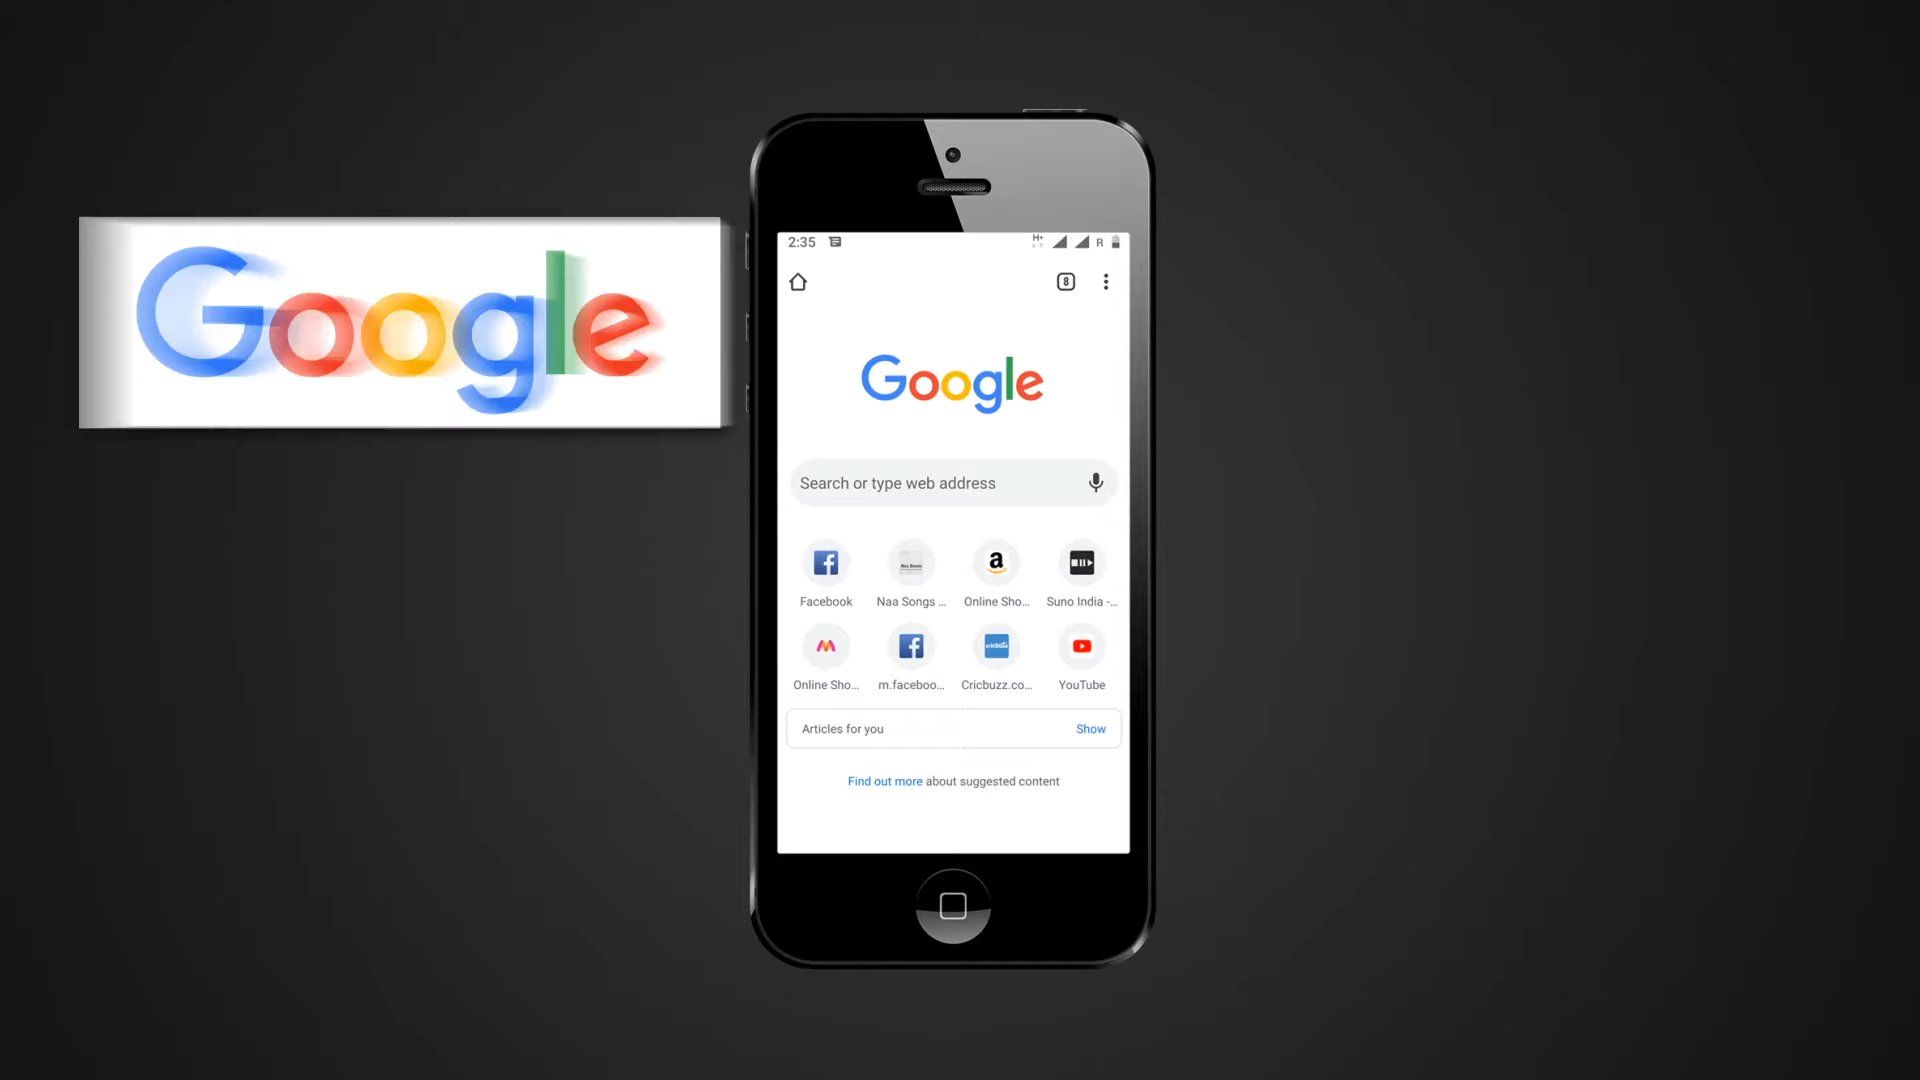 Google
2:35
H+
R
8
Google
Search or type web address
Facebook
Naa Songs ...
Online Sho...
Suno India -...
Online Sho...
m.faceboo...
Cricbuzz.co...
YouTube
Articles for you
Show
Find out more about suggested content